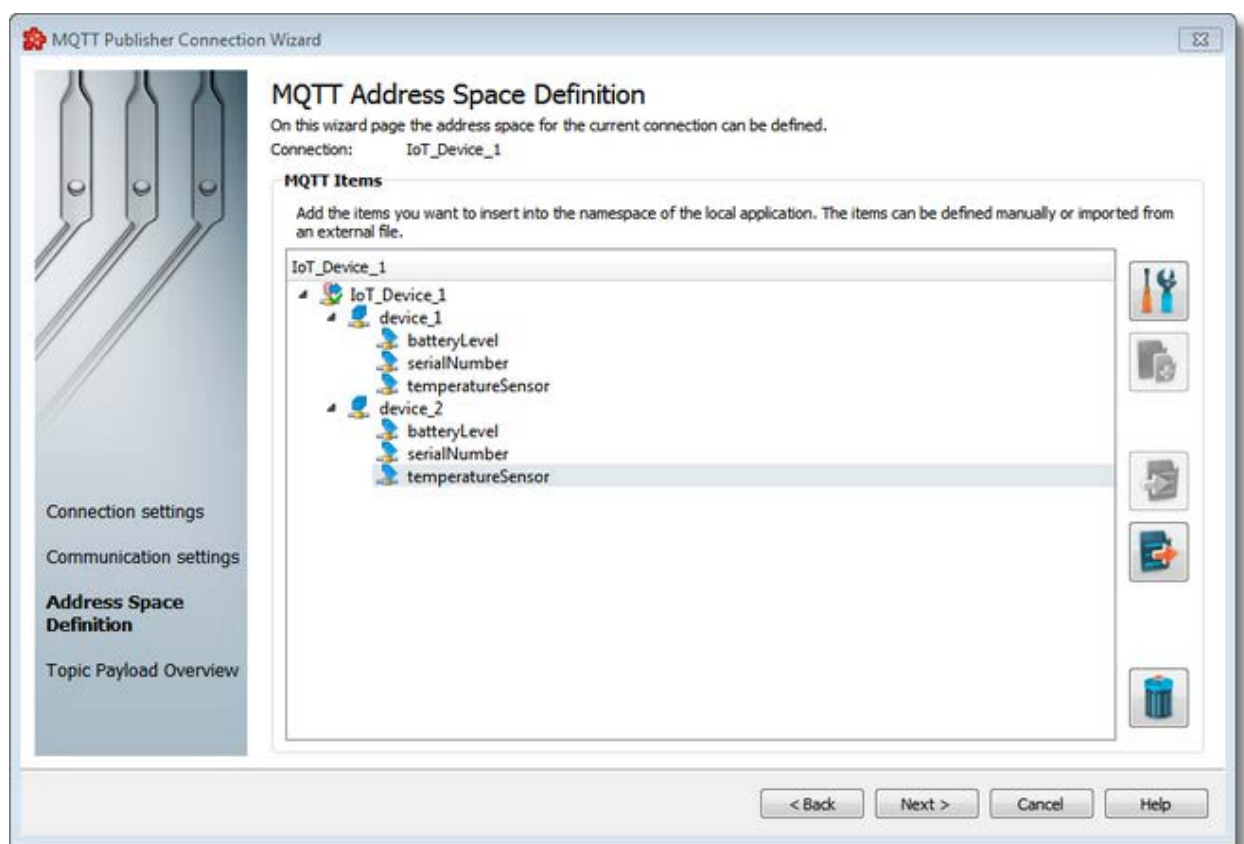 MQTT Publisher Connection Wizard
MQTT Address Space Definition
On this wizard page the address space for the current connection can be defined.
Connection: IoT_Device_1
MQTT Items
Add the items you want to insert into the namespace of the local application. The items can be defined manually or imported from
an external file.
IoT_Device_1
IoT_Device_1
device_1
batteryLevel
serialNumber
temperatureSensor
device_2
batteryLevel
serialNumber
temperatureSensor
Connection settings
Communication settings
Address Space
Definition
Topic Payload Overview
< Back Next > Cancel Help